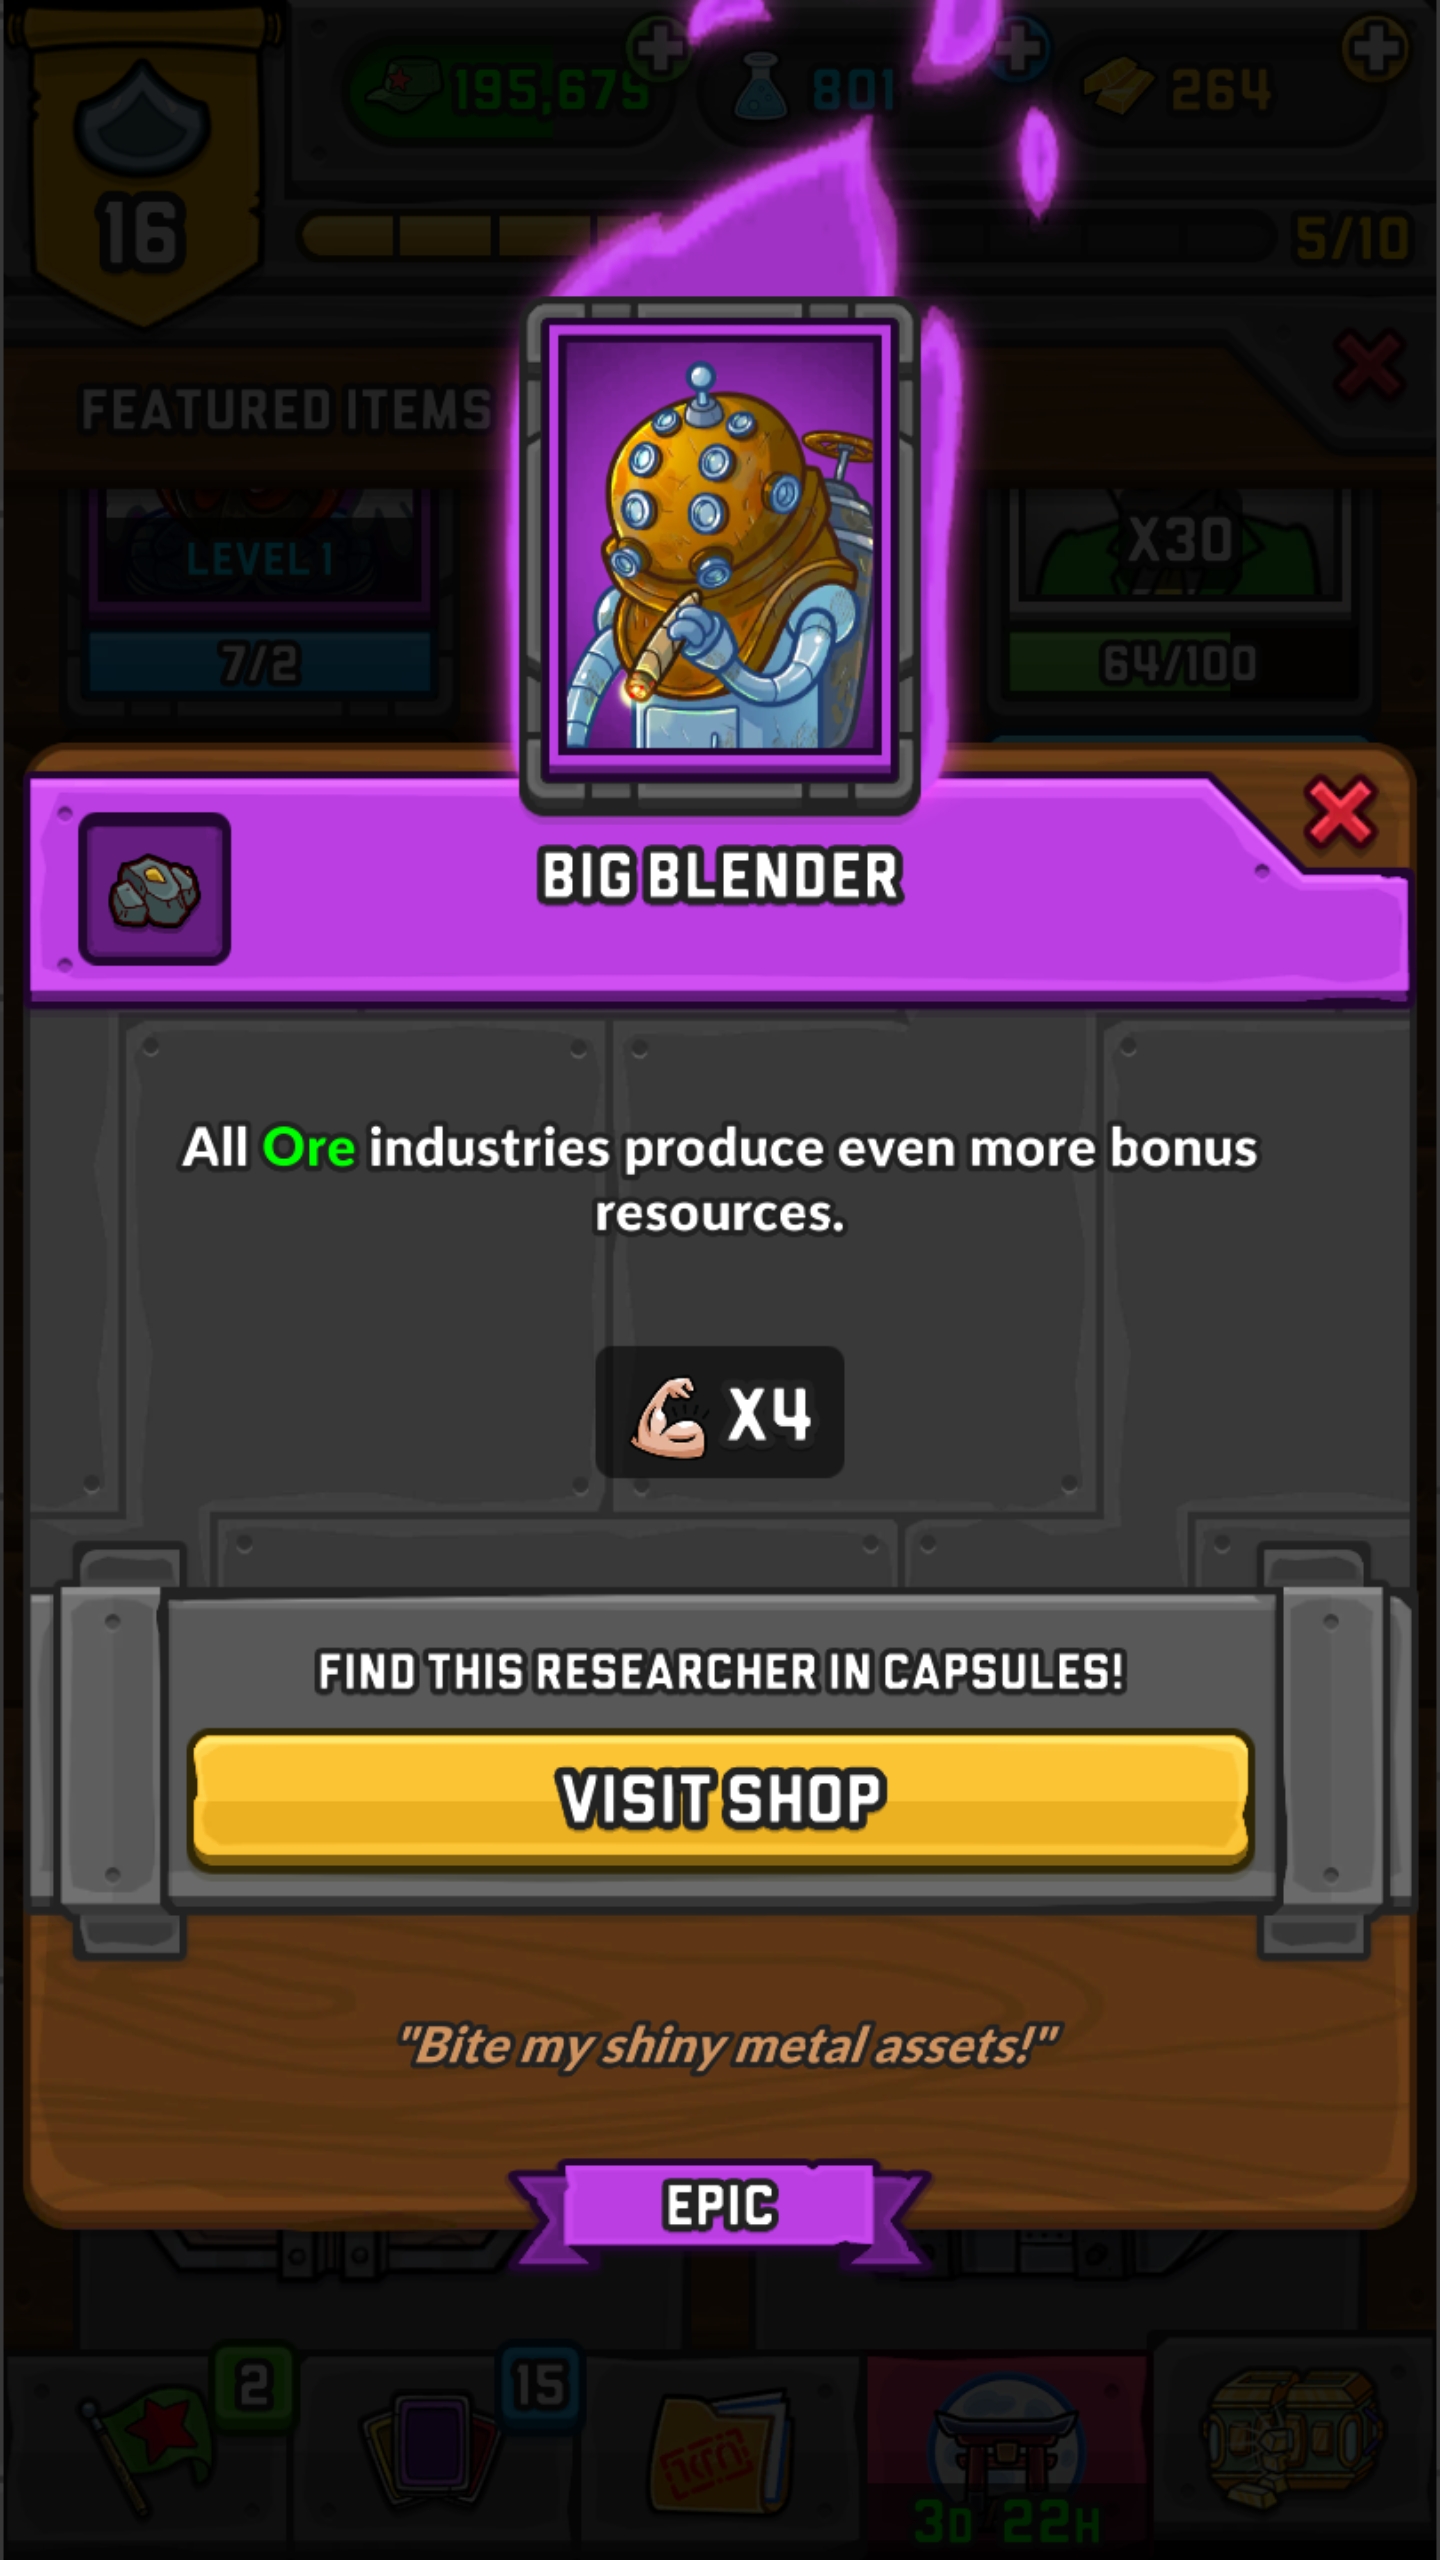 195,675
801
264
16
5/10
FEATURED ITEMS
LEVEL 1
X30
7/2
64/100
BIG BLENDER
All Ore industries produce even more bonus
resources.
X4
FIND THIS RESEARCHER IN CAPSULES!
VISIT SHOP
"Bite my shiny metal assets!"
EPIC
2
15
3D 22H